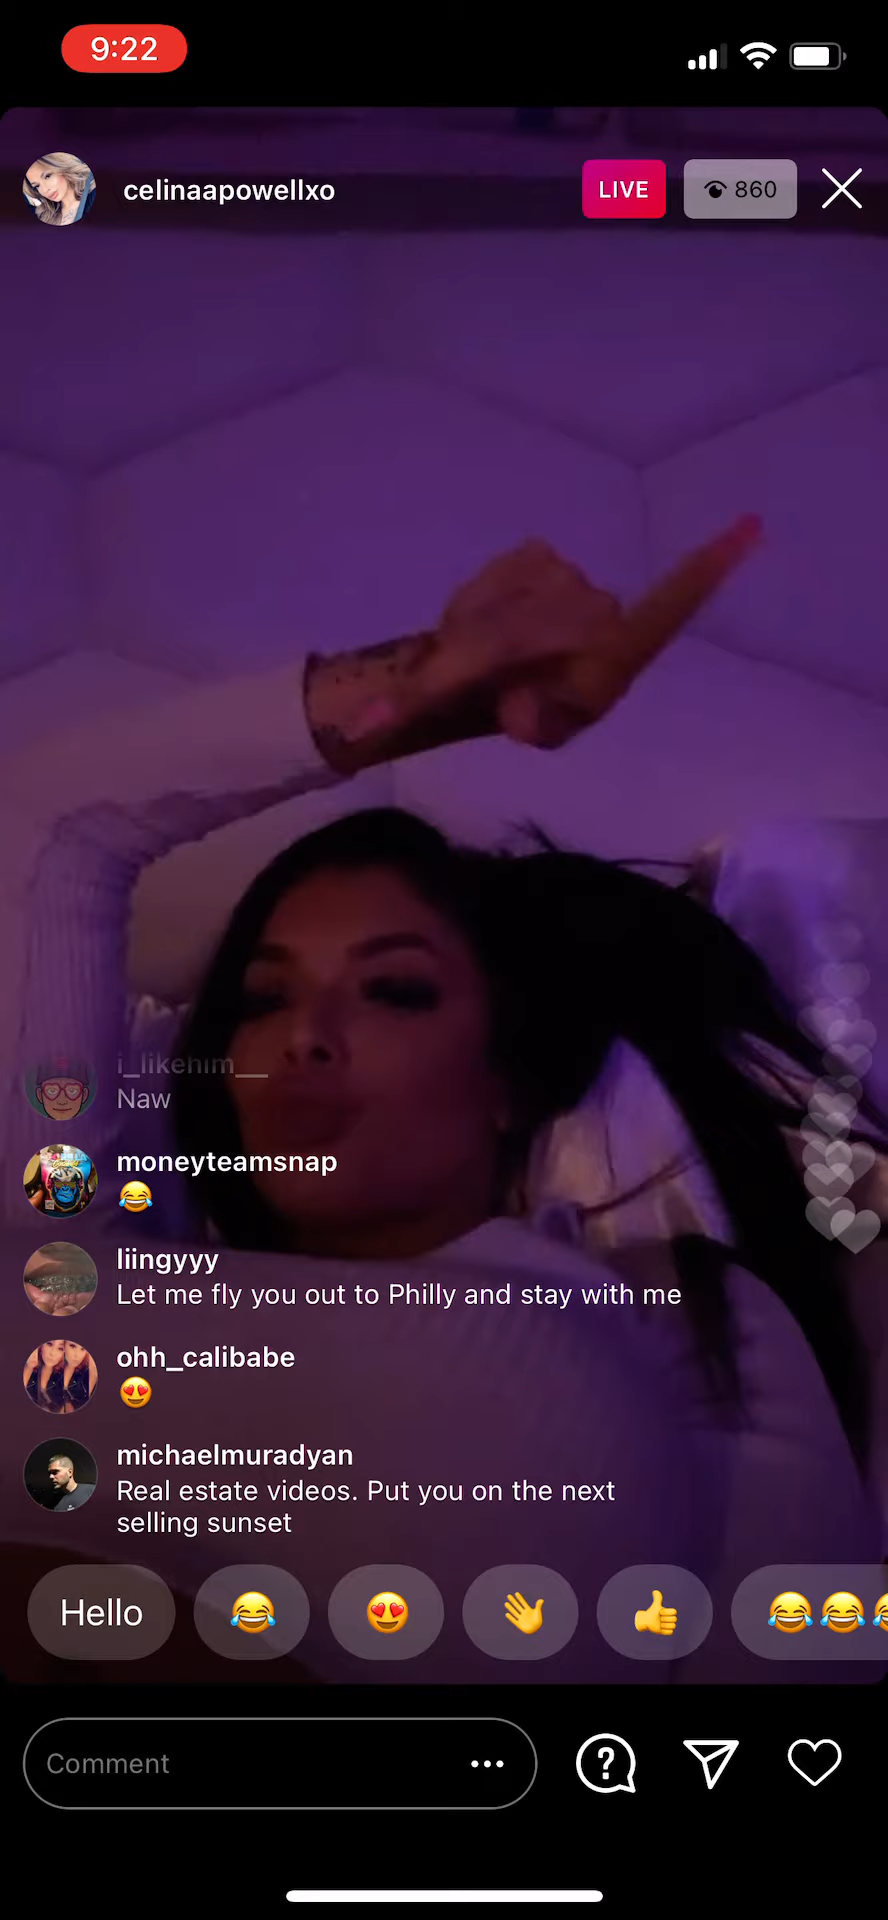 9:22
celinaapowellxo
LIVE
860
i_likehim__
Naw
moneyteamsnap
😂
liingyyy
Let me fly you out to Philly and stay with me
ohh_calibabe
😍
michaelmuradyan
Real estate videos. Put you on the next
selling sunset
Hello 😂 😍 👋 👍 😂😂
Comment